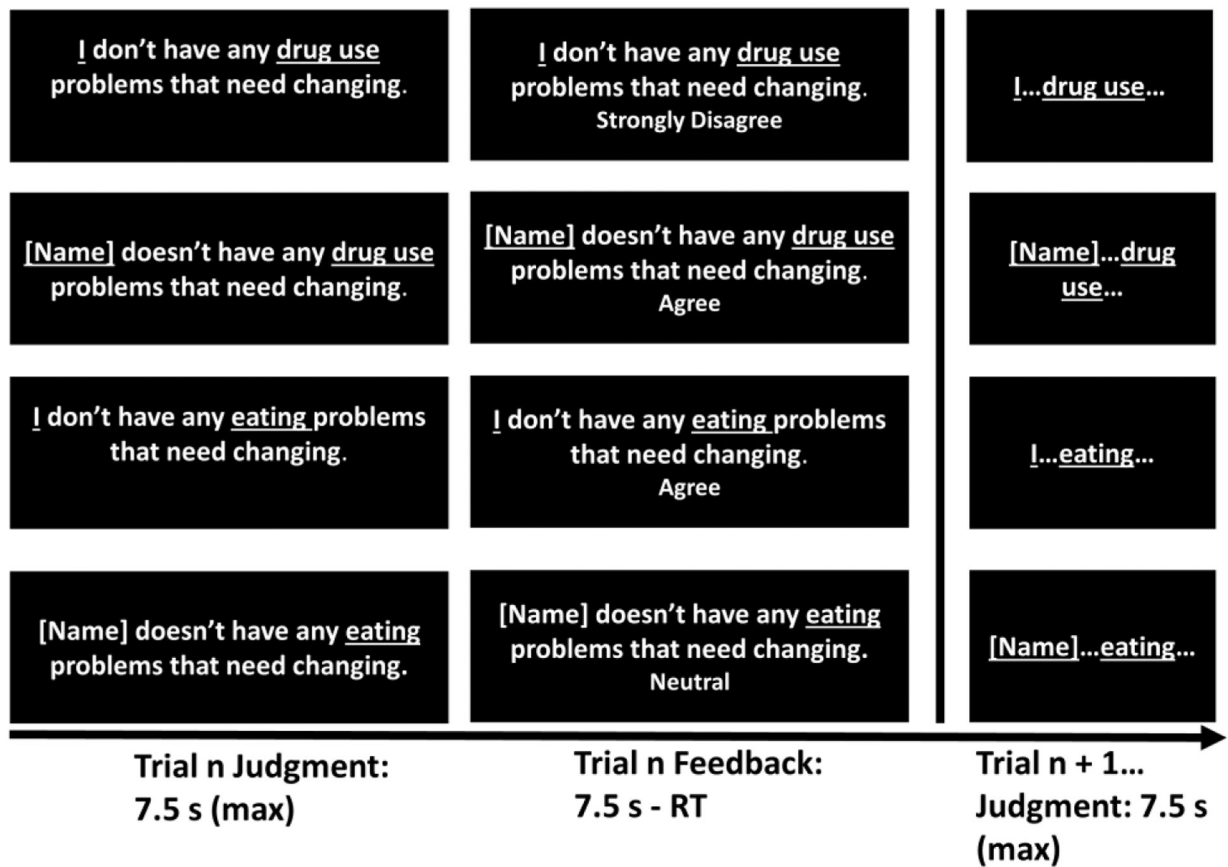 I don't have any drug use
problems that need changing.
I don't have any drug use
problems that need changing.
Strongly Disagree
I...drug use...
[Name] doesn't have any drug use
problems that need changing.
[Name] doesn't have any drug use
problems that need changing.
Agree
[Name]...drug
use...
I don't have any eating problems
that need changing.
I don't have any eating problems
that need changing.
Agree
I...eating...
[Name] doesn't have any eating
problems that need changing.
[Name] doesn't have any eating
problems that need changing.
Neutral
[Name]...eating...
Trial n Judgment:
7.5 s (max)
Trial n Feedback:
7.5 s - RT
Trial n + 1...
Judgment: 7.5 s
(max)